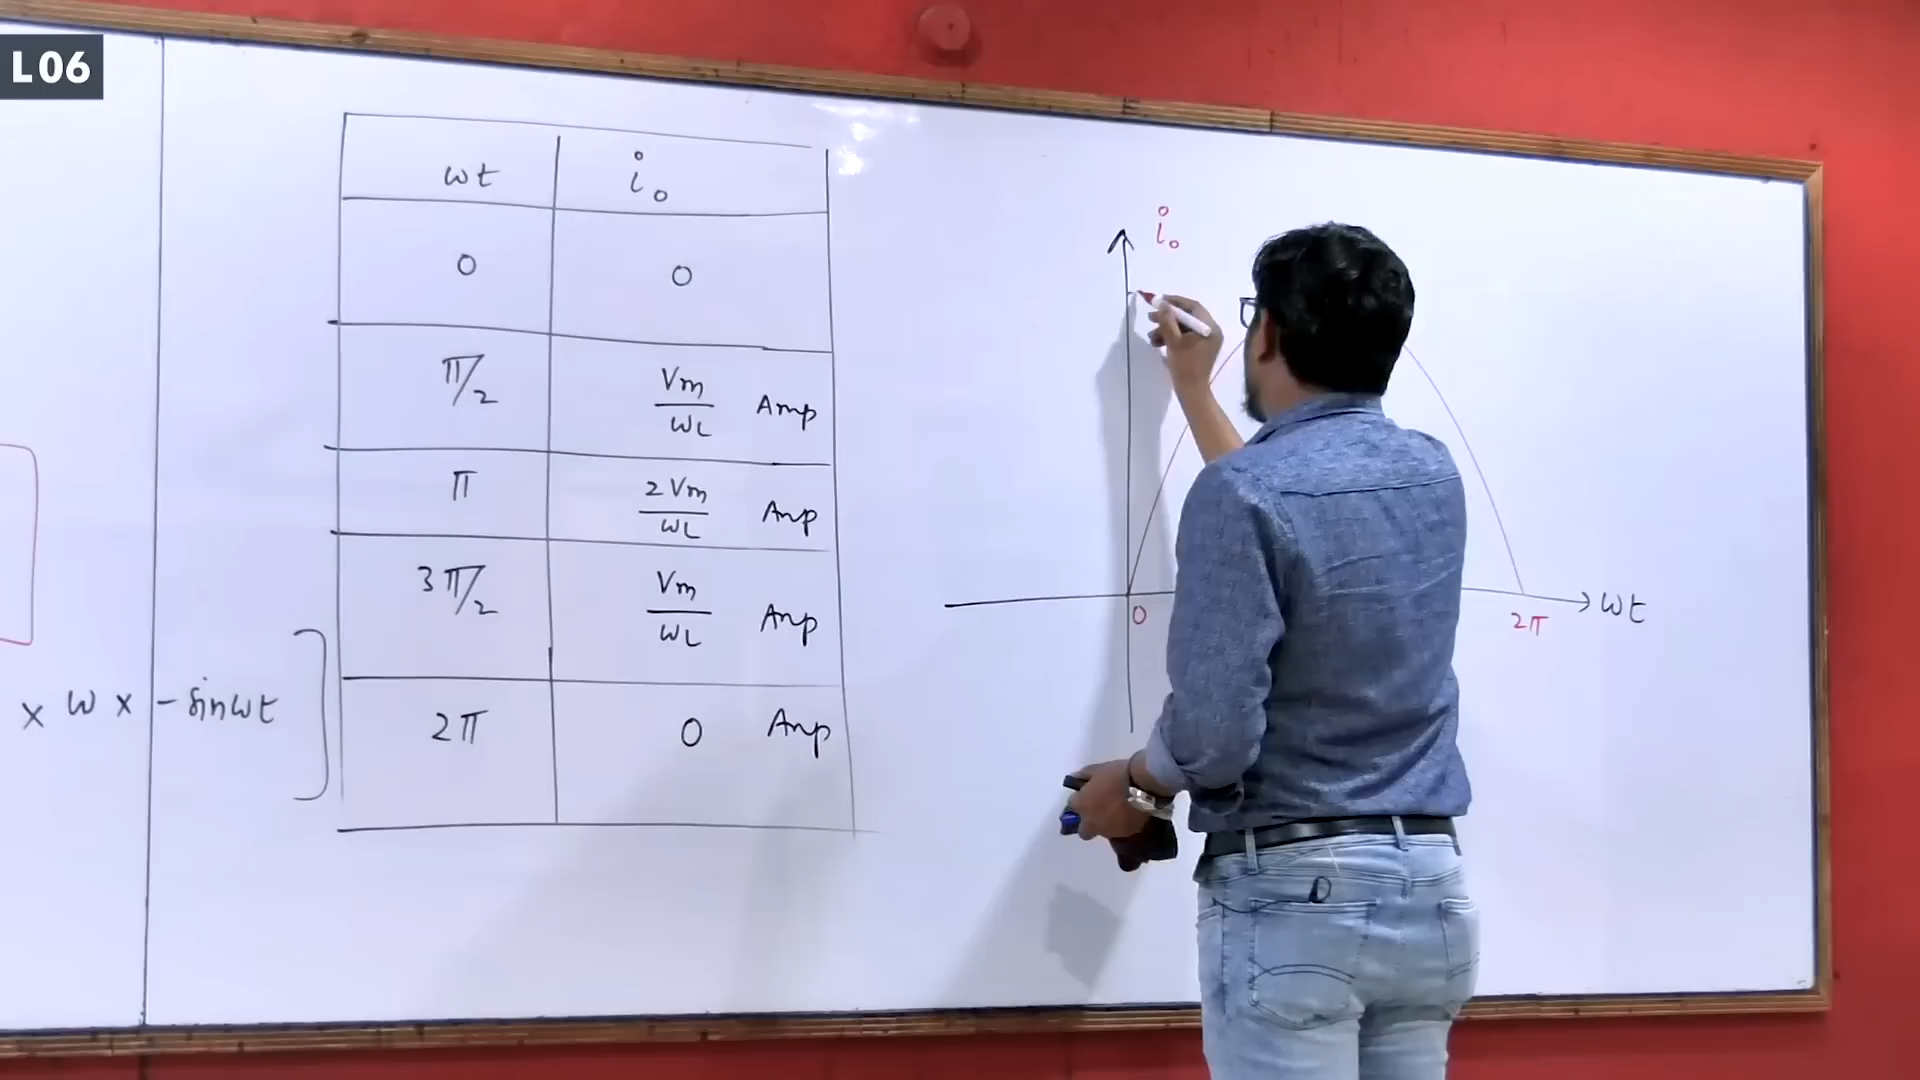 L06
ωt i₀
0 0
π/2 Vm/ωL Amp
π 2Vm/ωL Amp
3π/2 Vm/ωL Amp
2π 0 Amp
x ω x - sinωt
i₀
0 2π ωt